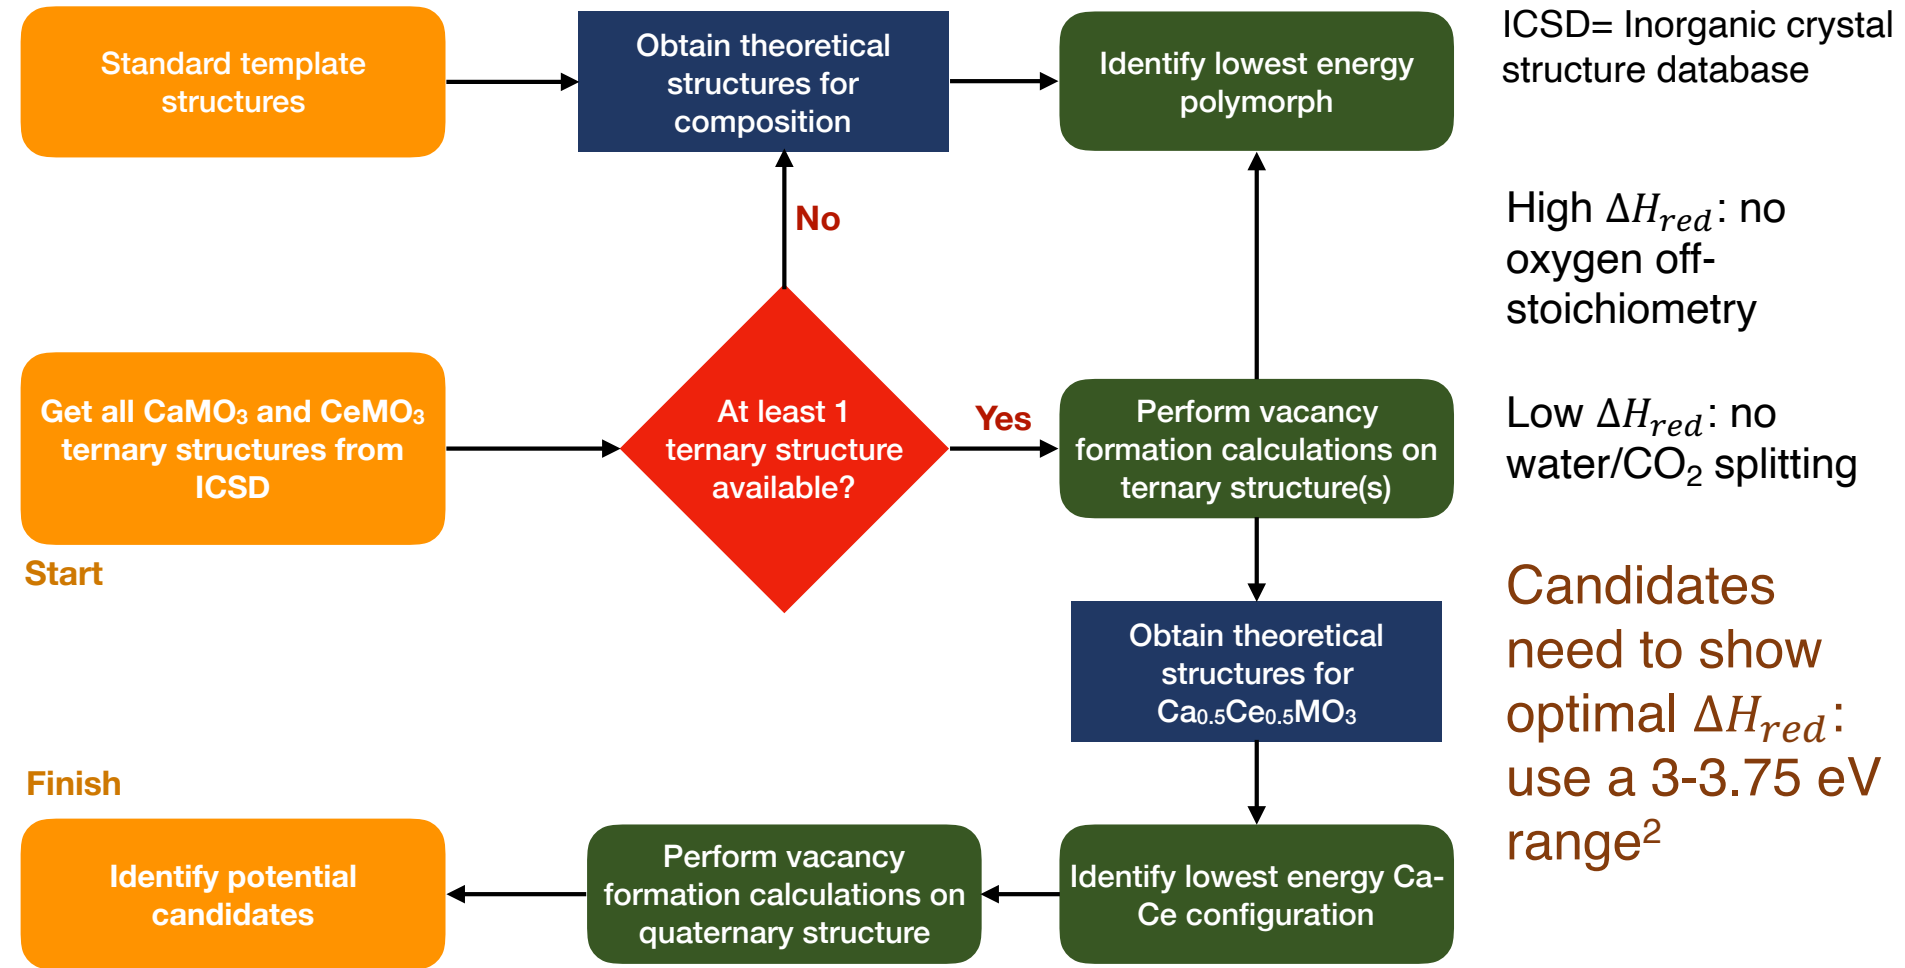 Standard template
structures
Obtain theoretical
structures for
composition
Identify lowest energy
polymorph
ICSD= Inorganic crystal
structure database
No
High ΔH_red: no
oxygen off-
stoichiometry
Get all CaMO₃ and CeMO₃
ternary structures from
ICSD
Start
At least 1
ternary structure
available?
Yes
Perform vacancy
formation calculations on
ternary structure(s)
Low ΔH_red: no
water/CO₂ splitting
Obtain theoretical
structures for
Ca₀.₅Ce₀.₅MO₃
Candidates
need to show
optimal ΔH_red:
use a 3-3.75 eV
range²
Finish
Identify potential
candidates
Perform vacancy
formation calculations on
quaternary structure
Identify lowest energy Ca-
Ce configuration